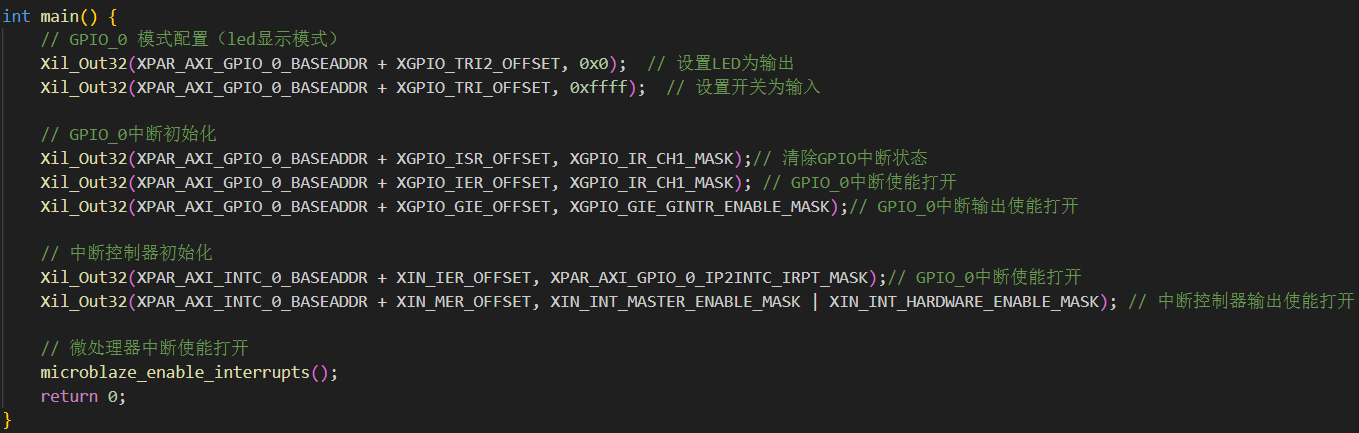 int main() {
// GPIO_0 模式配置（led显示模式）
Xil_Out32(XPAR_AXI_GPIO_0_BASEADDR + XGPIO_TRI2_OFFSET, 0x0);  // 设置LED为输出
Xil_Out32(XPAR_AXI_GPIO_0_BASEADDR + XGPIO_TRI_OFFSET, 0xffff);  // 设置开关为输入
// GPIO_0中断初始化
Xil_Out32(XPAR_AXI_GPIO_0_BASEADDR + XGPIO_ISR_OFFSET, XGPIO_IR_CH1_MASK);// 清除GPIO中断状态
Xil_Out32(XPAR_AXI_GPIO_0_BASEADDR + XGPIO_IER_OFFSET, XGPIO_IR_CH1_MASK); // GPIO_0中断使能打开
Xil_Out32(XPAR_AXI_GPIO_0_BASEADDR + XGPIO_GIE_OFFSET, XGPIO_GIE_GINTR_ENABLE_MASK);// GPIO_0中断输出使能打开
// 中断控制器初始化
Xil_Out32(XPAR_AXI_INTC_0_BASEADDR + XIN_IER_OFFSET, XPAR_AXI_GPIO_0_IP2INTC_IRPT_MASK);// GPIO_0中断使能打开
Xil_Out32(XPAR_AXI_INTC_0_BASEADDR + XIN_MER_OFFSET, XIN_INT_MASTER_ENABLE_MASK | XIN_INT_HARDWARE_ENABLE_MASK); // 中断控制器输出使能打开
// 微处理器中断使能打开
microblaze_enable_interrupts();
return 0;
}